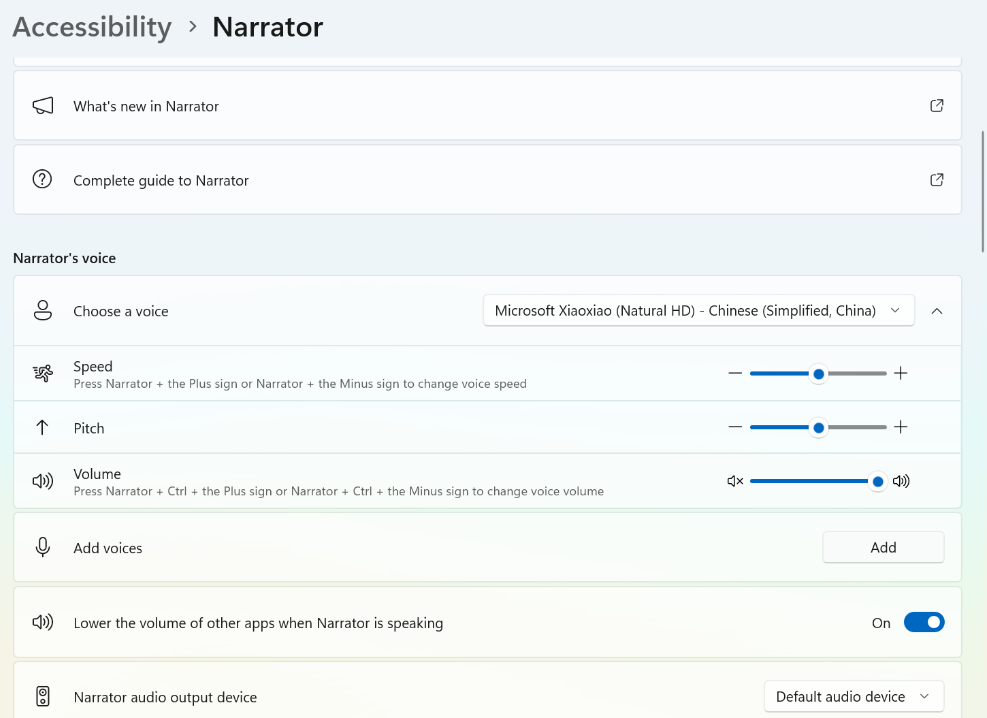 Accessibility > Narrator
What's new in Narrator
Complete guide to Narrator
Narrator's voice
Choose a voice
Microsoft Xiaoxiao (Natural HD) - Chinese (Simplified, China)
Speed
Press Narrator + the Plus sign or Narrator + the Minus sign to change voice speed
Pitch
Volume
Press Narrator + Ctrl + the Plus sign or Narrator + Ctrl + the Minus sign to change voice volume
Add voices
Add
Lower the volume of other apps when Narrator is speaking
On
Narrator audio output device
Default audio device